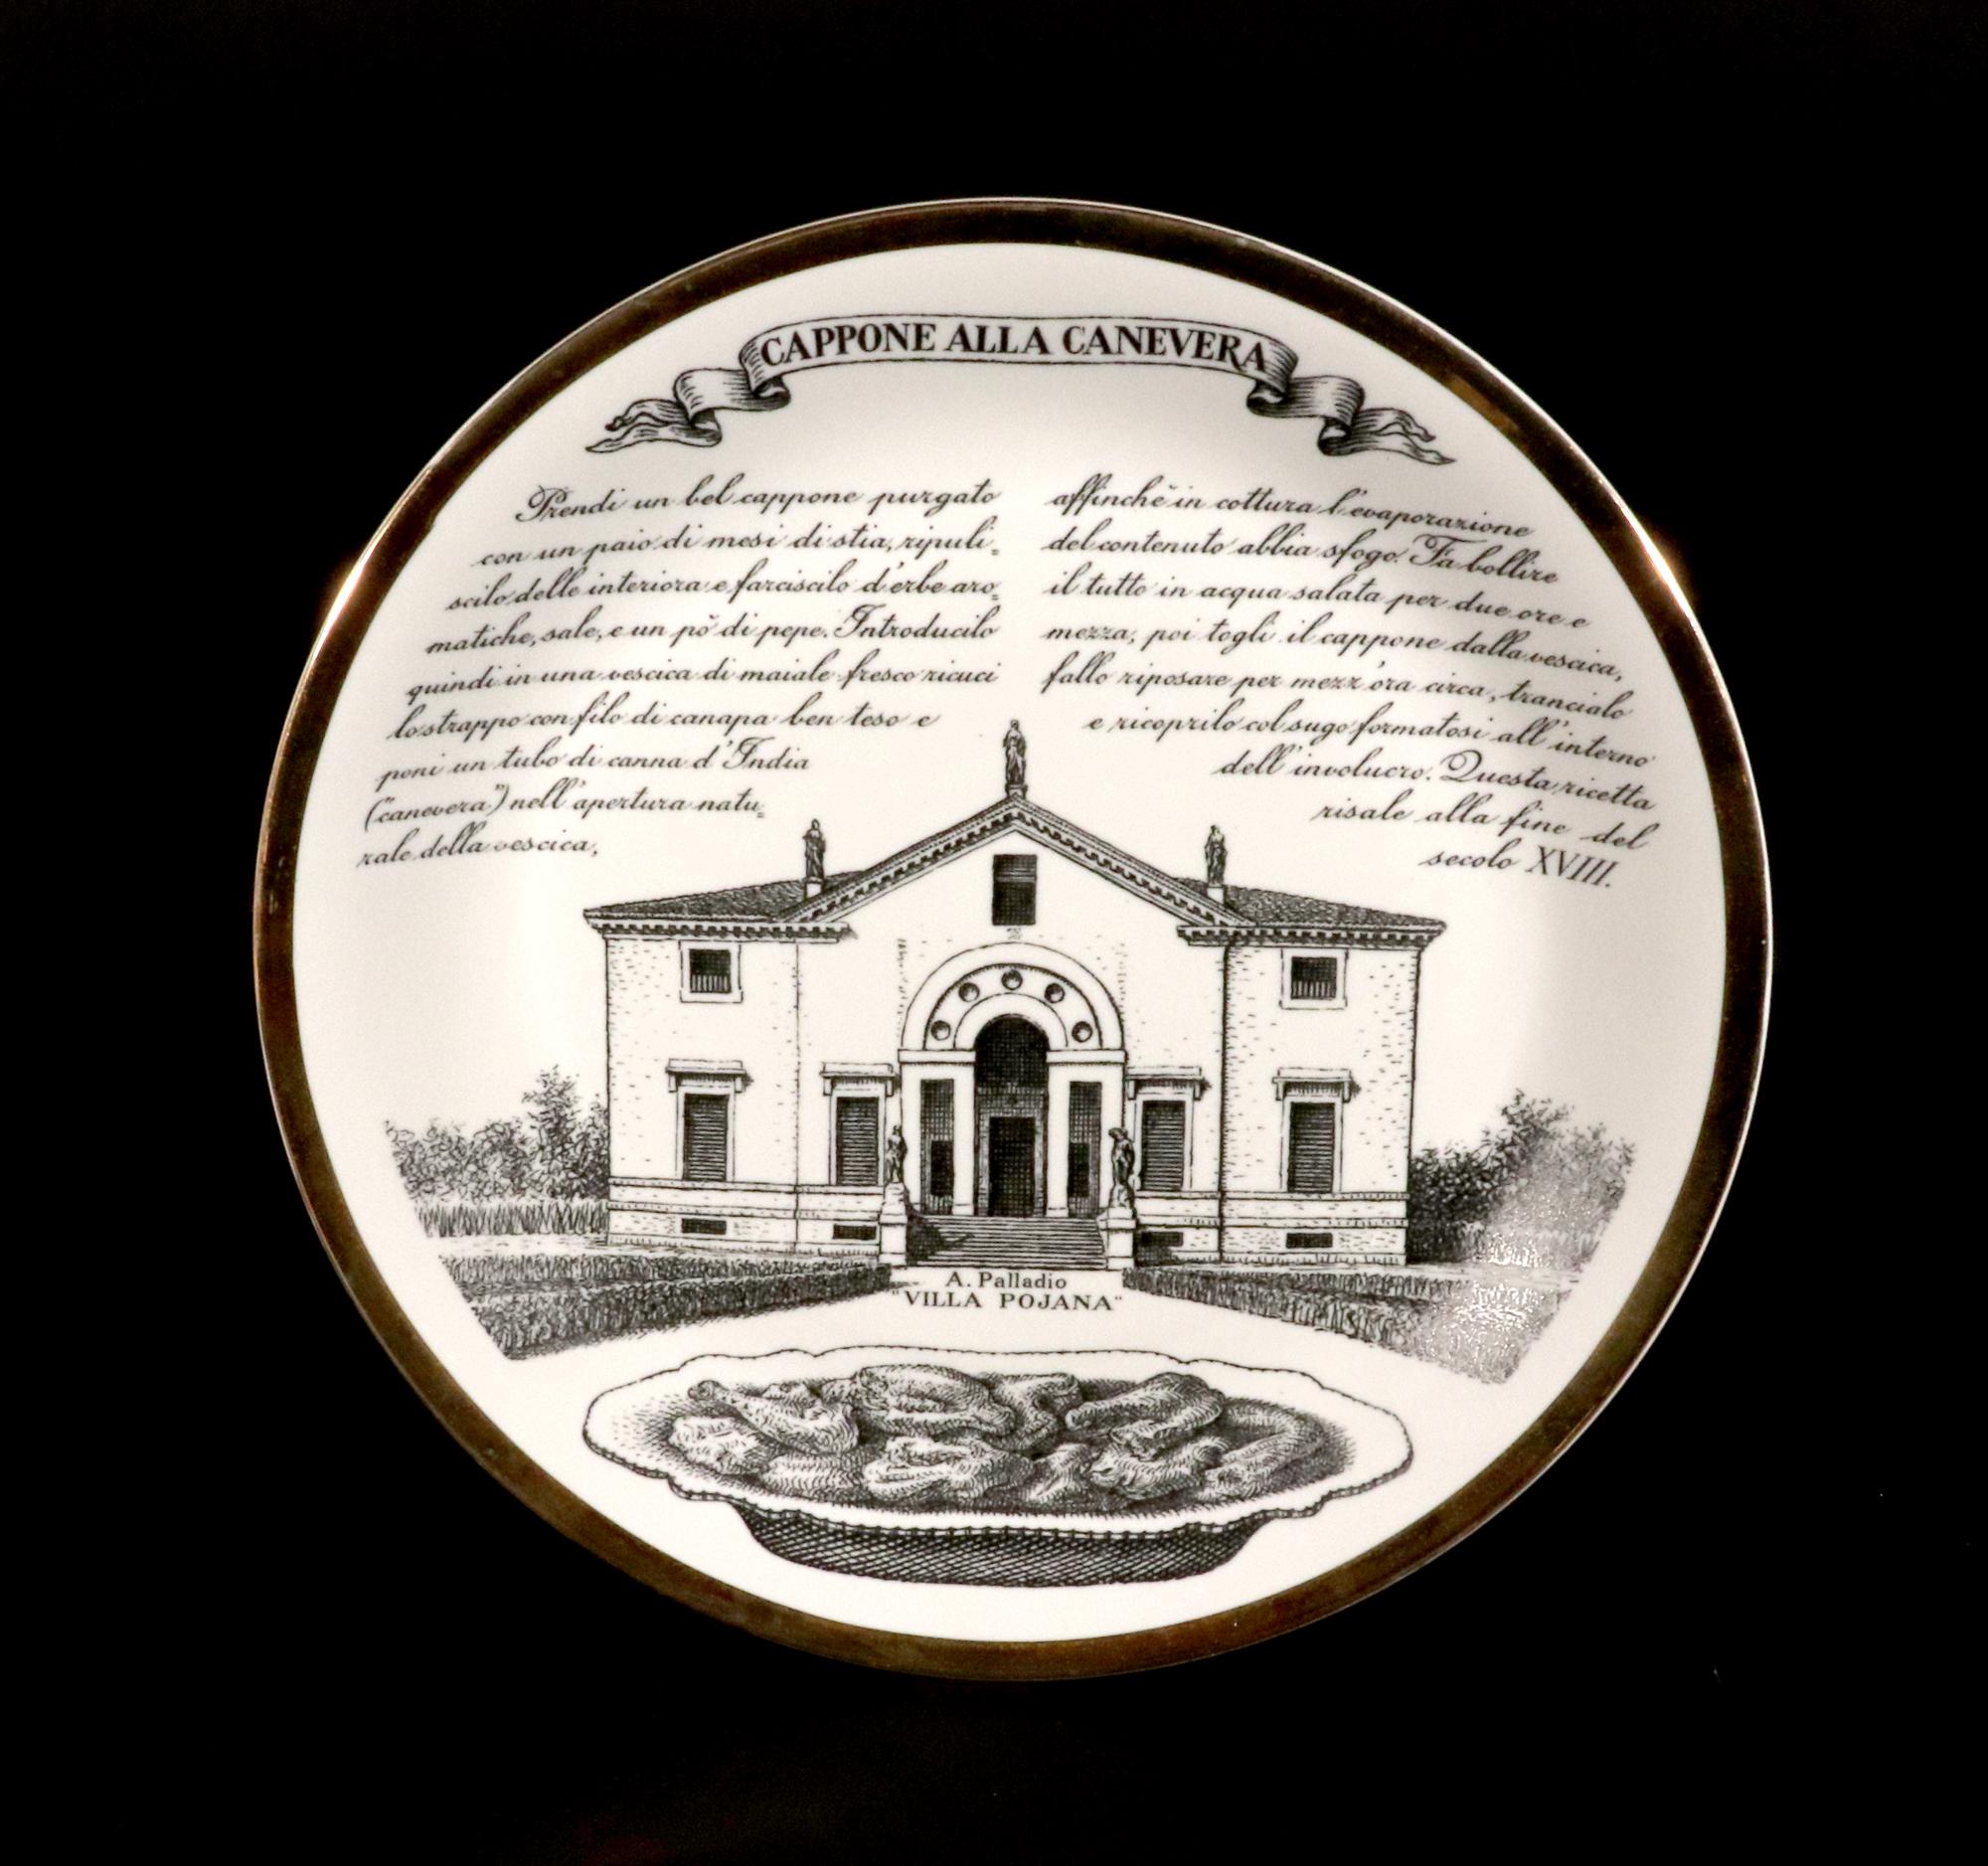 CAPPONE ALLA CANEVERA
Prendi un bel cappone purgato
con un paio di mesi di stia, ripuli=
scilo delle interiora e farciscilo d'erbe aro=
matiche, sale, e un pò di pepe. Introducilo
quindi in una vescica di maiale fresco ricuci
lo strappo con filo di canapa ben teso e
poni un tubo di canna d'India
("canevera") nell'apertura natu=
rale della vescica,
affinchè in cottura l'evaporazione
del contenuto abbia sfogo. Fa bollire
il tutto in acqua salata per due ore e
mezza, poi togli il cappone dalla vescica,
fallo riposare per mezz'ora circa, trancialo
e ricoprilo col sugo formatosi all'interno
dell'involucro. Questa ricetta
risale alla fine del
secolo XVIII.
A. Palladio
"VILLA POJANA"